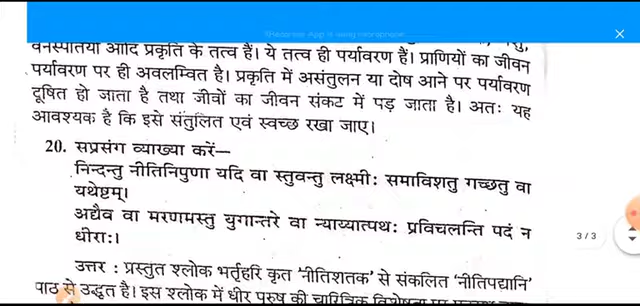 वनस्पतियाँ आदि प्रकृति के तत्व हैं। ये तत्व ही पर्यावरण हैं। प्राणियों का जीवन
पर्यावरण पर ही अवलम्बित है। प्रकृति में असंतुलन या दोष आने पर पर्यावरण
दूषित हो जाता है तथा जीवों का जीवन संकट में पड़ जाता है। अतः यह
आवश्यक है कि इसे संतुलित एवं स्वच्छ रखा जाए।
20. सप्रसंग व्याख्या करें—
निन्दन्तु नीतिनिपुणा यदि वा स्तुवन्तु लक्ष्मीः समाविशतु गच्छतु वा
यथेष्टम्।
अद्यैव वा मरणमस्तु युगान्तरे वा न्याय्यात्पथः प्रविचलन्ति पदं न
धीराः।
3 / 3
उत्तर : प्रस्तुत श्लोक भर्तृहरि कृत 'नीतिशतक' से संकलित 'नीतिपद्यानि'
पाठ से उद्धृत है। इस श्लोक में धीर पुरुष की चारित्रिक